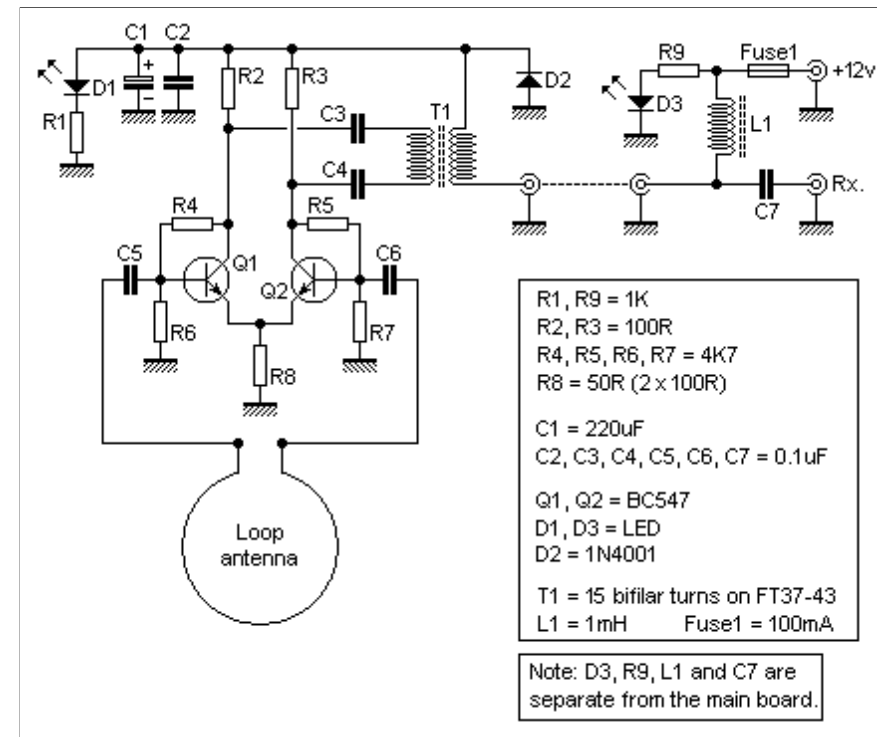 C1 C2
+
−
D1
R1
R2 R3
C3
T1
D2
R9 Fuse1
+12v
D3
L1
C4
Rx.
C7
R4 R5
C5 C6
Q1
Q2
R6 R7
R8
Loop
antenna
R1, R9 = 1K
R2, R3 = 100R
R4, R5, R6, R7 = 4K7
R8 = 50R (2 x 100R)
C1 = 220uF
C2, C3, C4, C5, C6, C7 = 0.1uF
Q1, Q2 = BC547
D1, D3 = LED
D2 = 1N4001
T1 = 15 bifilar turns on FT37-43
L1 = 1mH Fuse1 = 100mA
Note: D3, R9, L1 and C7 are
separate from the main board.